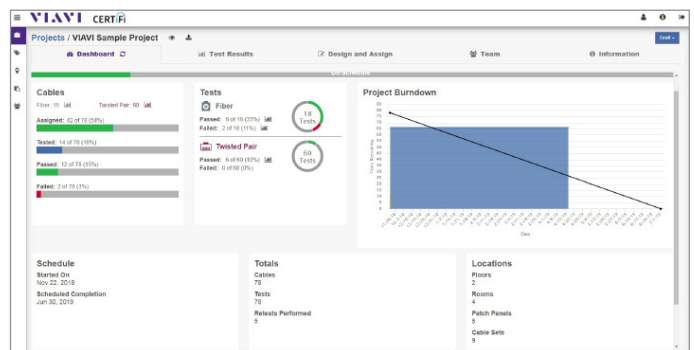 VIAVI CERTiFi
Projects / VIAVI Sample Project
Draft
Dashboard
Test Results
Design and Assign
Team
Information
On Schedule
Cables
Fiber: 18
Twisted Pair: 60
Assigned: 42 of 78 (54%)
Tested: 14 of 78 (18%)
Passed: 12 of 78 (15%)
Failed: 2 of 78 (3%)
Tests
Fiber
Passed: 6 of 18 (33%)
Failed: 2 of 18 (11%)
18
Tests
Twisted Pair
Passed: 6 of 60 (10%)
Failed: 0 of 60 (0%)
60
Tests
Project Burndown
Tests Remaining
Date
Schedule
Started On
Nov 22, 2018
Scheduled Completion
Jun 30, 2019
Totals
Cables
78
Tests
78
Retests Performed
5
Locations
Floors
2
Rooms
4
Patch Panels
5
Cable Sets
9